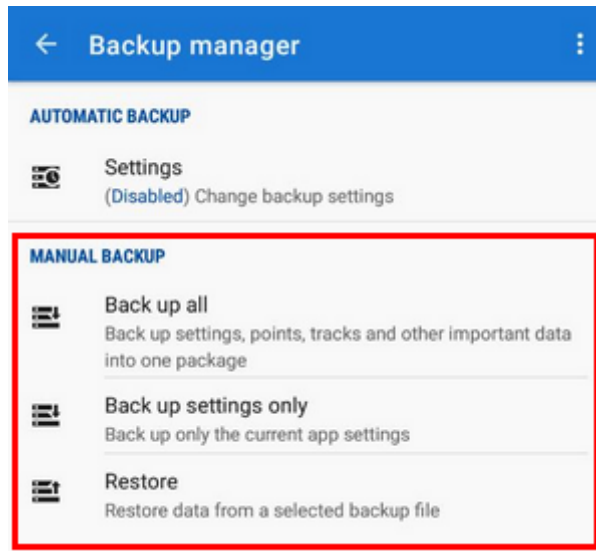 Backup manager
AUTOMATIC BACKUP
Settings
(Disabled) Change backup settings
MANUAL BACKUP
Back up all
Back up settings, points, tracks and other important data
into one package
Back up settings only
Back up only the current app settings
Restore
Restore data from a selected backup file